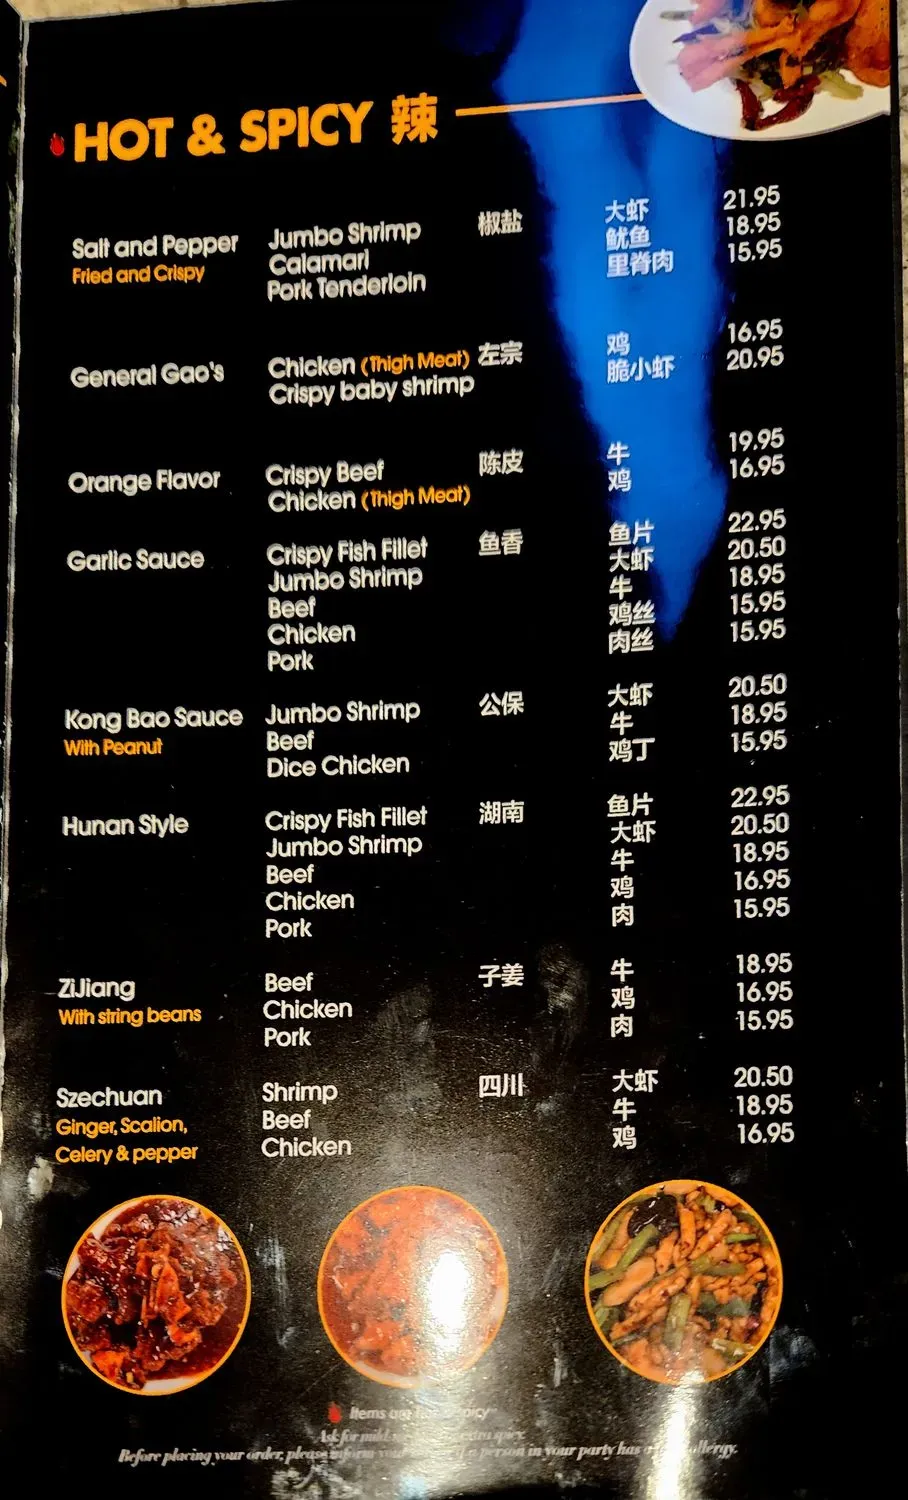 HOT & SPICY 辣
Salt and Pepper Jumbo Shrimp 椒盐 大虾 21.95
Fried and Crispy Calamari 鱿鱼 18.95
Pork Tenderloin 里脊肉 15.95
General Gao's Chicken (Thigh Meat) 左宗 鸡 16.95
Crispy baby shrimp 脆小虾 20.95
Orange Flavor Crispy Beef 陈皮 牛 19.95
Chicken (Thigh Meat) 鸡 16.95
Garlic Sauce Crispy Fish Fillet 鱼香 鱼片 22.95
Jumbo Shrimp 大虾 20.50
Beef 牛 18.95
Chicken 鸡丝 15.95
Pork 肉丝 15.95
Kong Bao Sauce Jumbo Shrimp 公保 大虾 20.50
With Peanut Beef 牛 18.95
Dice Chicken 鸡丁 15.95
Hunan Style Crispy Fish Fillet 湖南 鱼片 22.95
Jumbo Shrimp 大虾 20.50
Beef 牛 18.95
Chicken 鸡 16.95
Pork 肉 15.95
ZiJiang Beef 子姜 牛 18.95
With string beans Chicken 鸡 16.95
Pork 肉 15.95
Szechuan Shrimp 四川 大虾 20.50
Ginger, Scalion, Beef 牛 18.95
Celery & pepper Chicken 鸡 16.95
Items are
Ask for mild extra spicy.
Before placing your order, please inform your person in your party has a allergy.